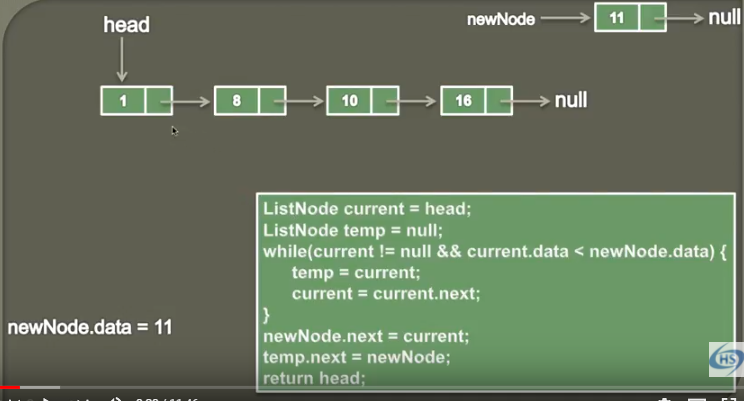 head
newNode
11
null
1
8
10
16
null
ListNode current = head;
ListNode temp = null;
while(current != null && current.data < newNode.data) {
temp = current;
current = current.next;
}
newNode.next = current;
temp.next = newNode;
return head;
newNode.data = 11
HS